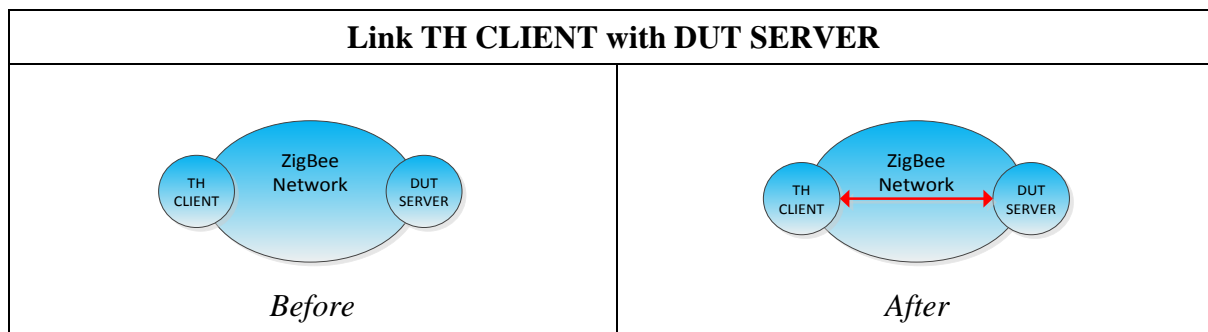 Link TH CLIENT with DUT SERVER
ZigBee
Network
TH
CLIENT
DUT
SERVER
Before
ZigBee
Network
TH
CLIENT
DUT
SERVER
After